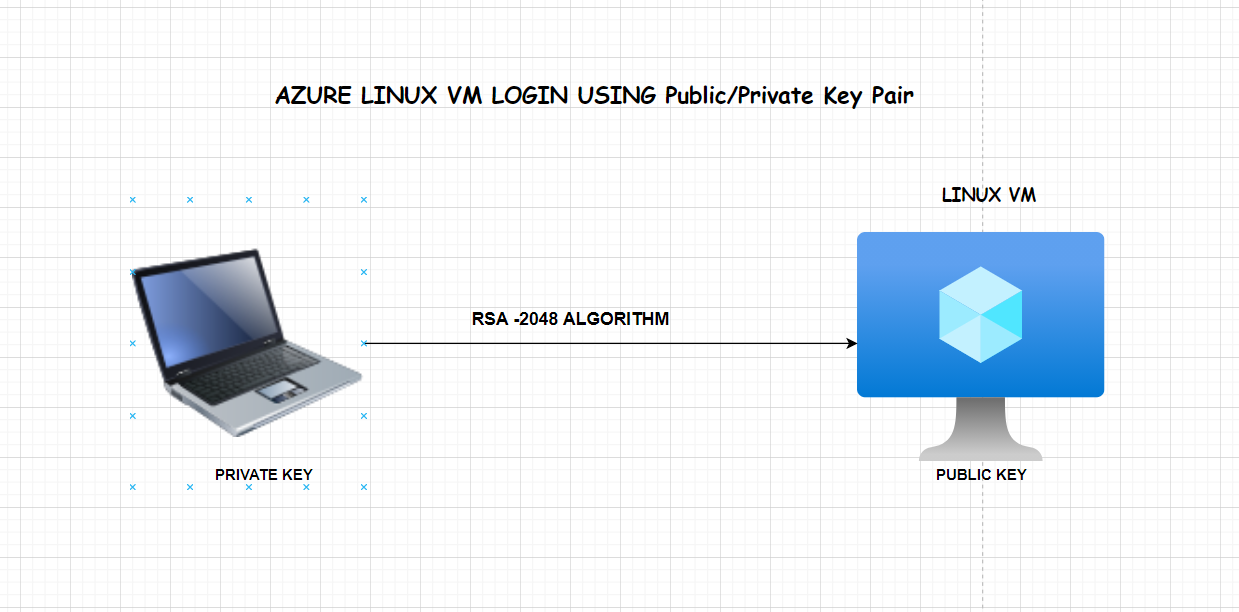 AZURE LINUX VM LOGIN USING Public/Private Key Pair
LINUX VM
RSA -2048 ALGORITHM
PRIVATE KEY
PUBLIC KEY